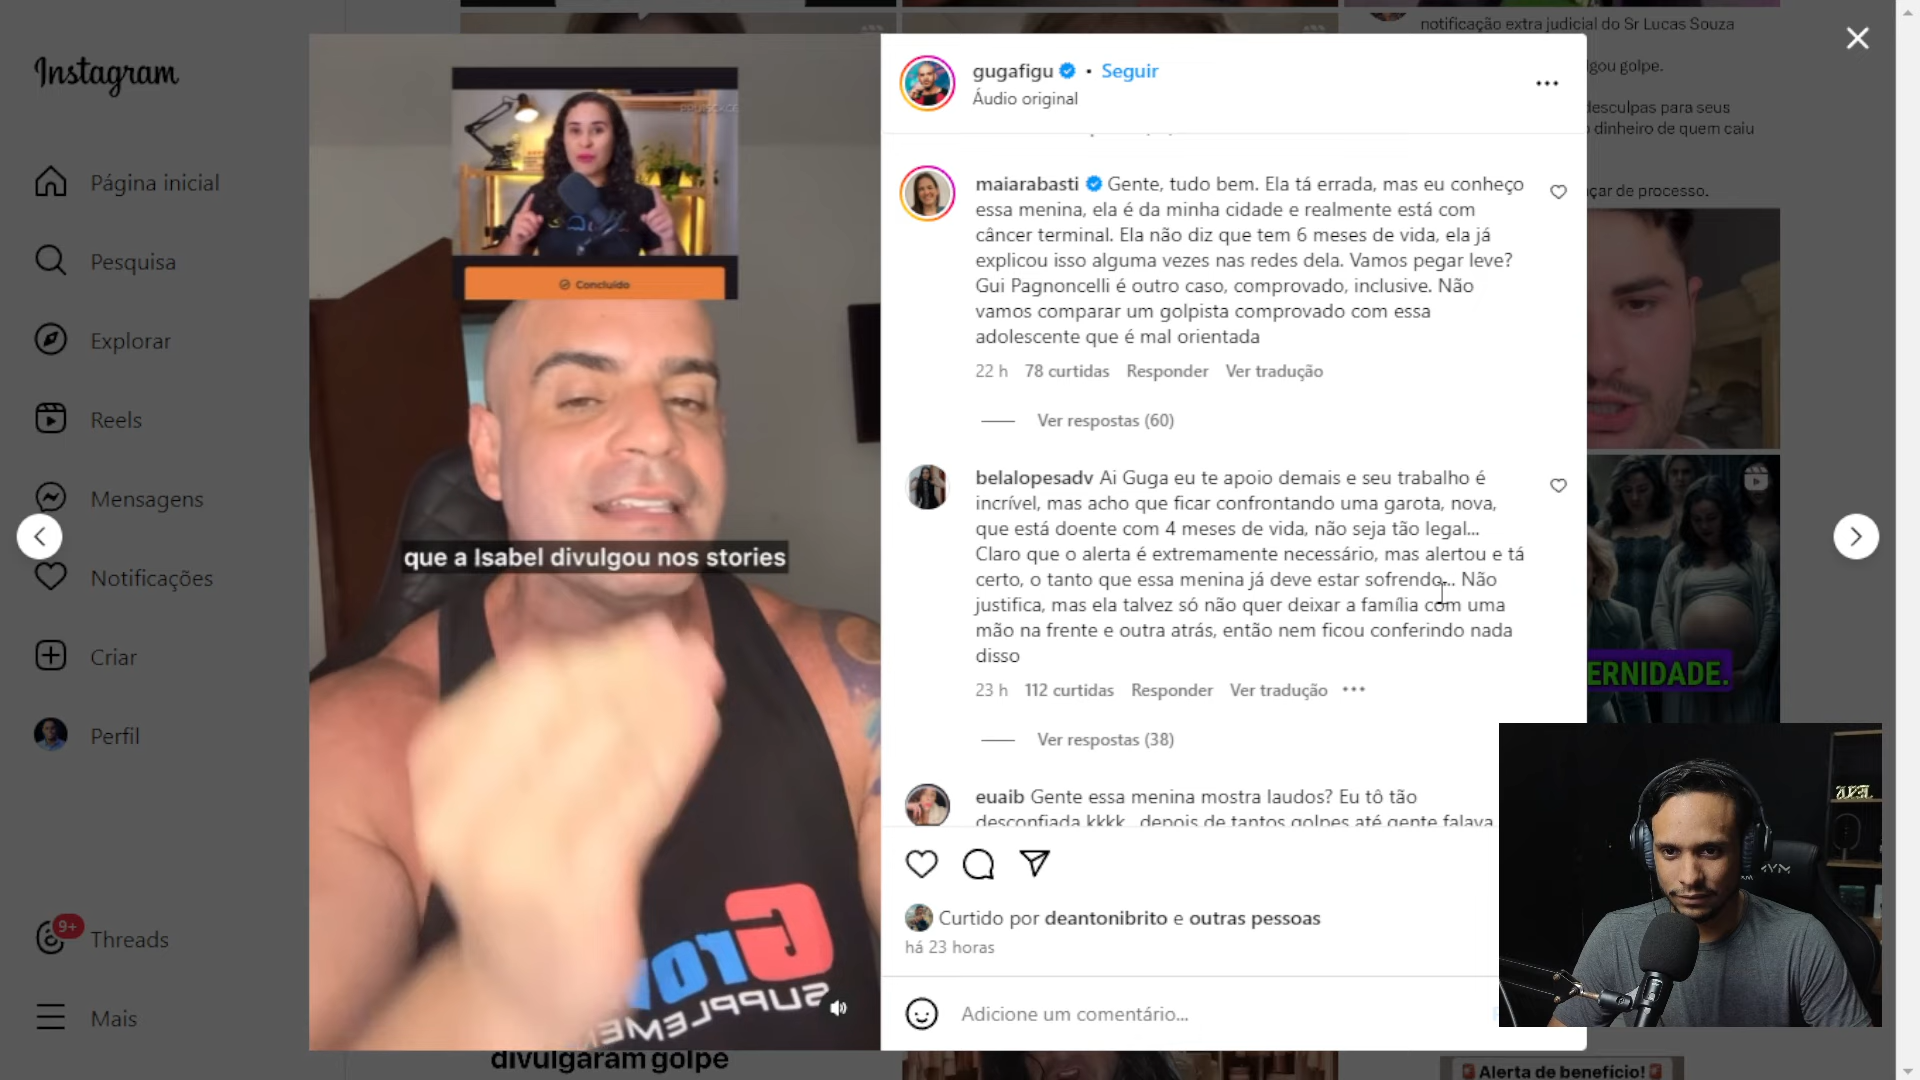 Instagram
Página inicial
Pesquisa
Explorar
Reels
Mensagens
Notificações
Criar
Perfil
9+
Threads
Mais
Concluído
que a Isabel divulgou nos stories
SUPPLEME
divulgaram golpe
gugafigu • Seguir
Áudio original
maiarabasti Gente, tudo bem. Ela tá errada, mas eu conheço
essa menina, ela é da minha cidade e realmente está com
câncer terminal. Ela não diz que tem 6 meses de vida, ela já
explicou isso alguma vezes nas redes dela. Vamos pegar leve?
Gui Pagnoncelli é outro caso, comprovado, inclusive. Não
vamos comparar um golpista comprovado com essa
adolescente que é mal orientada
22 h 78 curtidas Responder Ver tradução
Ver respostas (60)
belalopesadv Ai Guga eu te apoio demais e seu trabalho é
incrível, mas acho que ficar confrontando uma garota, nova,
que está doente com 4 meses de vida, não seja tão legal...
Claro que o alerta é extremamente necessário, mas alertou e tá
certo, o tanto que essa menina já deve estar sofrendo... Não
justifica, mas ela talvez só não quer deixar a família com uma
mão na frente e outra atrás, então nem ficou conferindo nada
disso
23 h 112 curtidas Responder Ver tradução •••
Ver respostas (38)
euaib Gente essa menina mostra laudos? Eu tô tão
desconfiada kkkk.. depois de tantos golpes até gente falava
Curtido por deantonibrito e outras pessoas
há 23 horas
Adicione um comentário...
notificação extra judicial do Sr Lucas Souza
gou golpe.
desculpas para seus
dinheiro de quem caiu
çar de processo.
ERNIDADE.
Alerta de benefício!